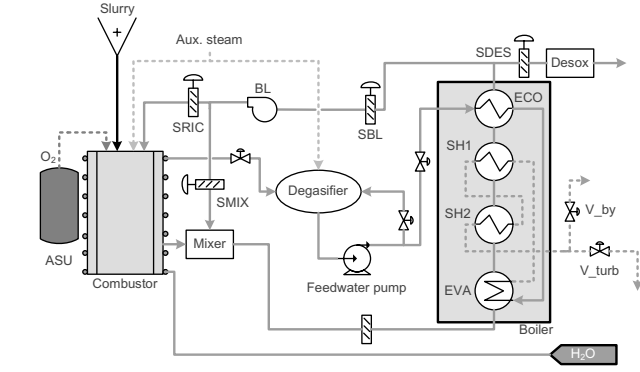 Slurry
+
Aux. steam
SDES
Desox
BL
ECO
SRIC
SBL
O₂
SH1
Degasifier
SMIX
SH2
V_by
Mixer
ASU
V_turb
Combustor
Feedwater pump
EVA
Boiler
H₂O